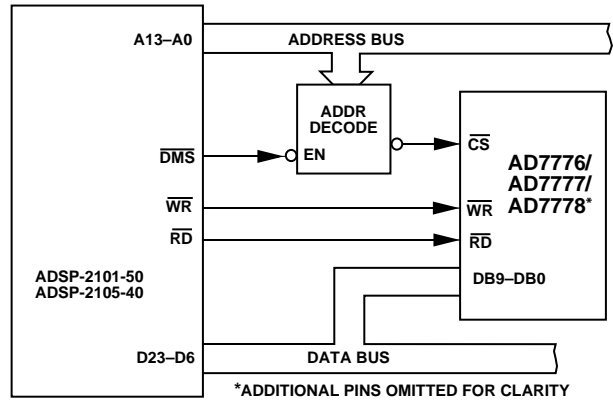 A13–A0
ADDRESS BUS
ADDR
DECODE
DMS
EN
CS
AD7776/
AD7777/
AD7778*
WR
WR
RD
RD
ADSP-2101-50
ADSP-2105-40
DB9–DB0
D23–D6
DATA BUS
*ADDITIONAL PINS OMITTED FOR CLARITY